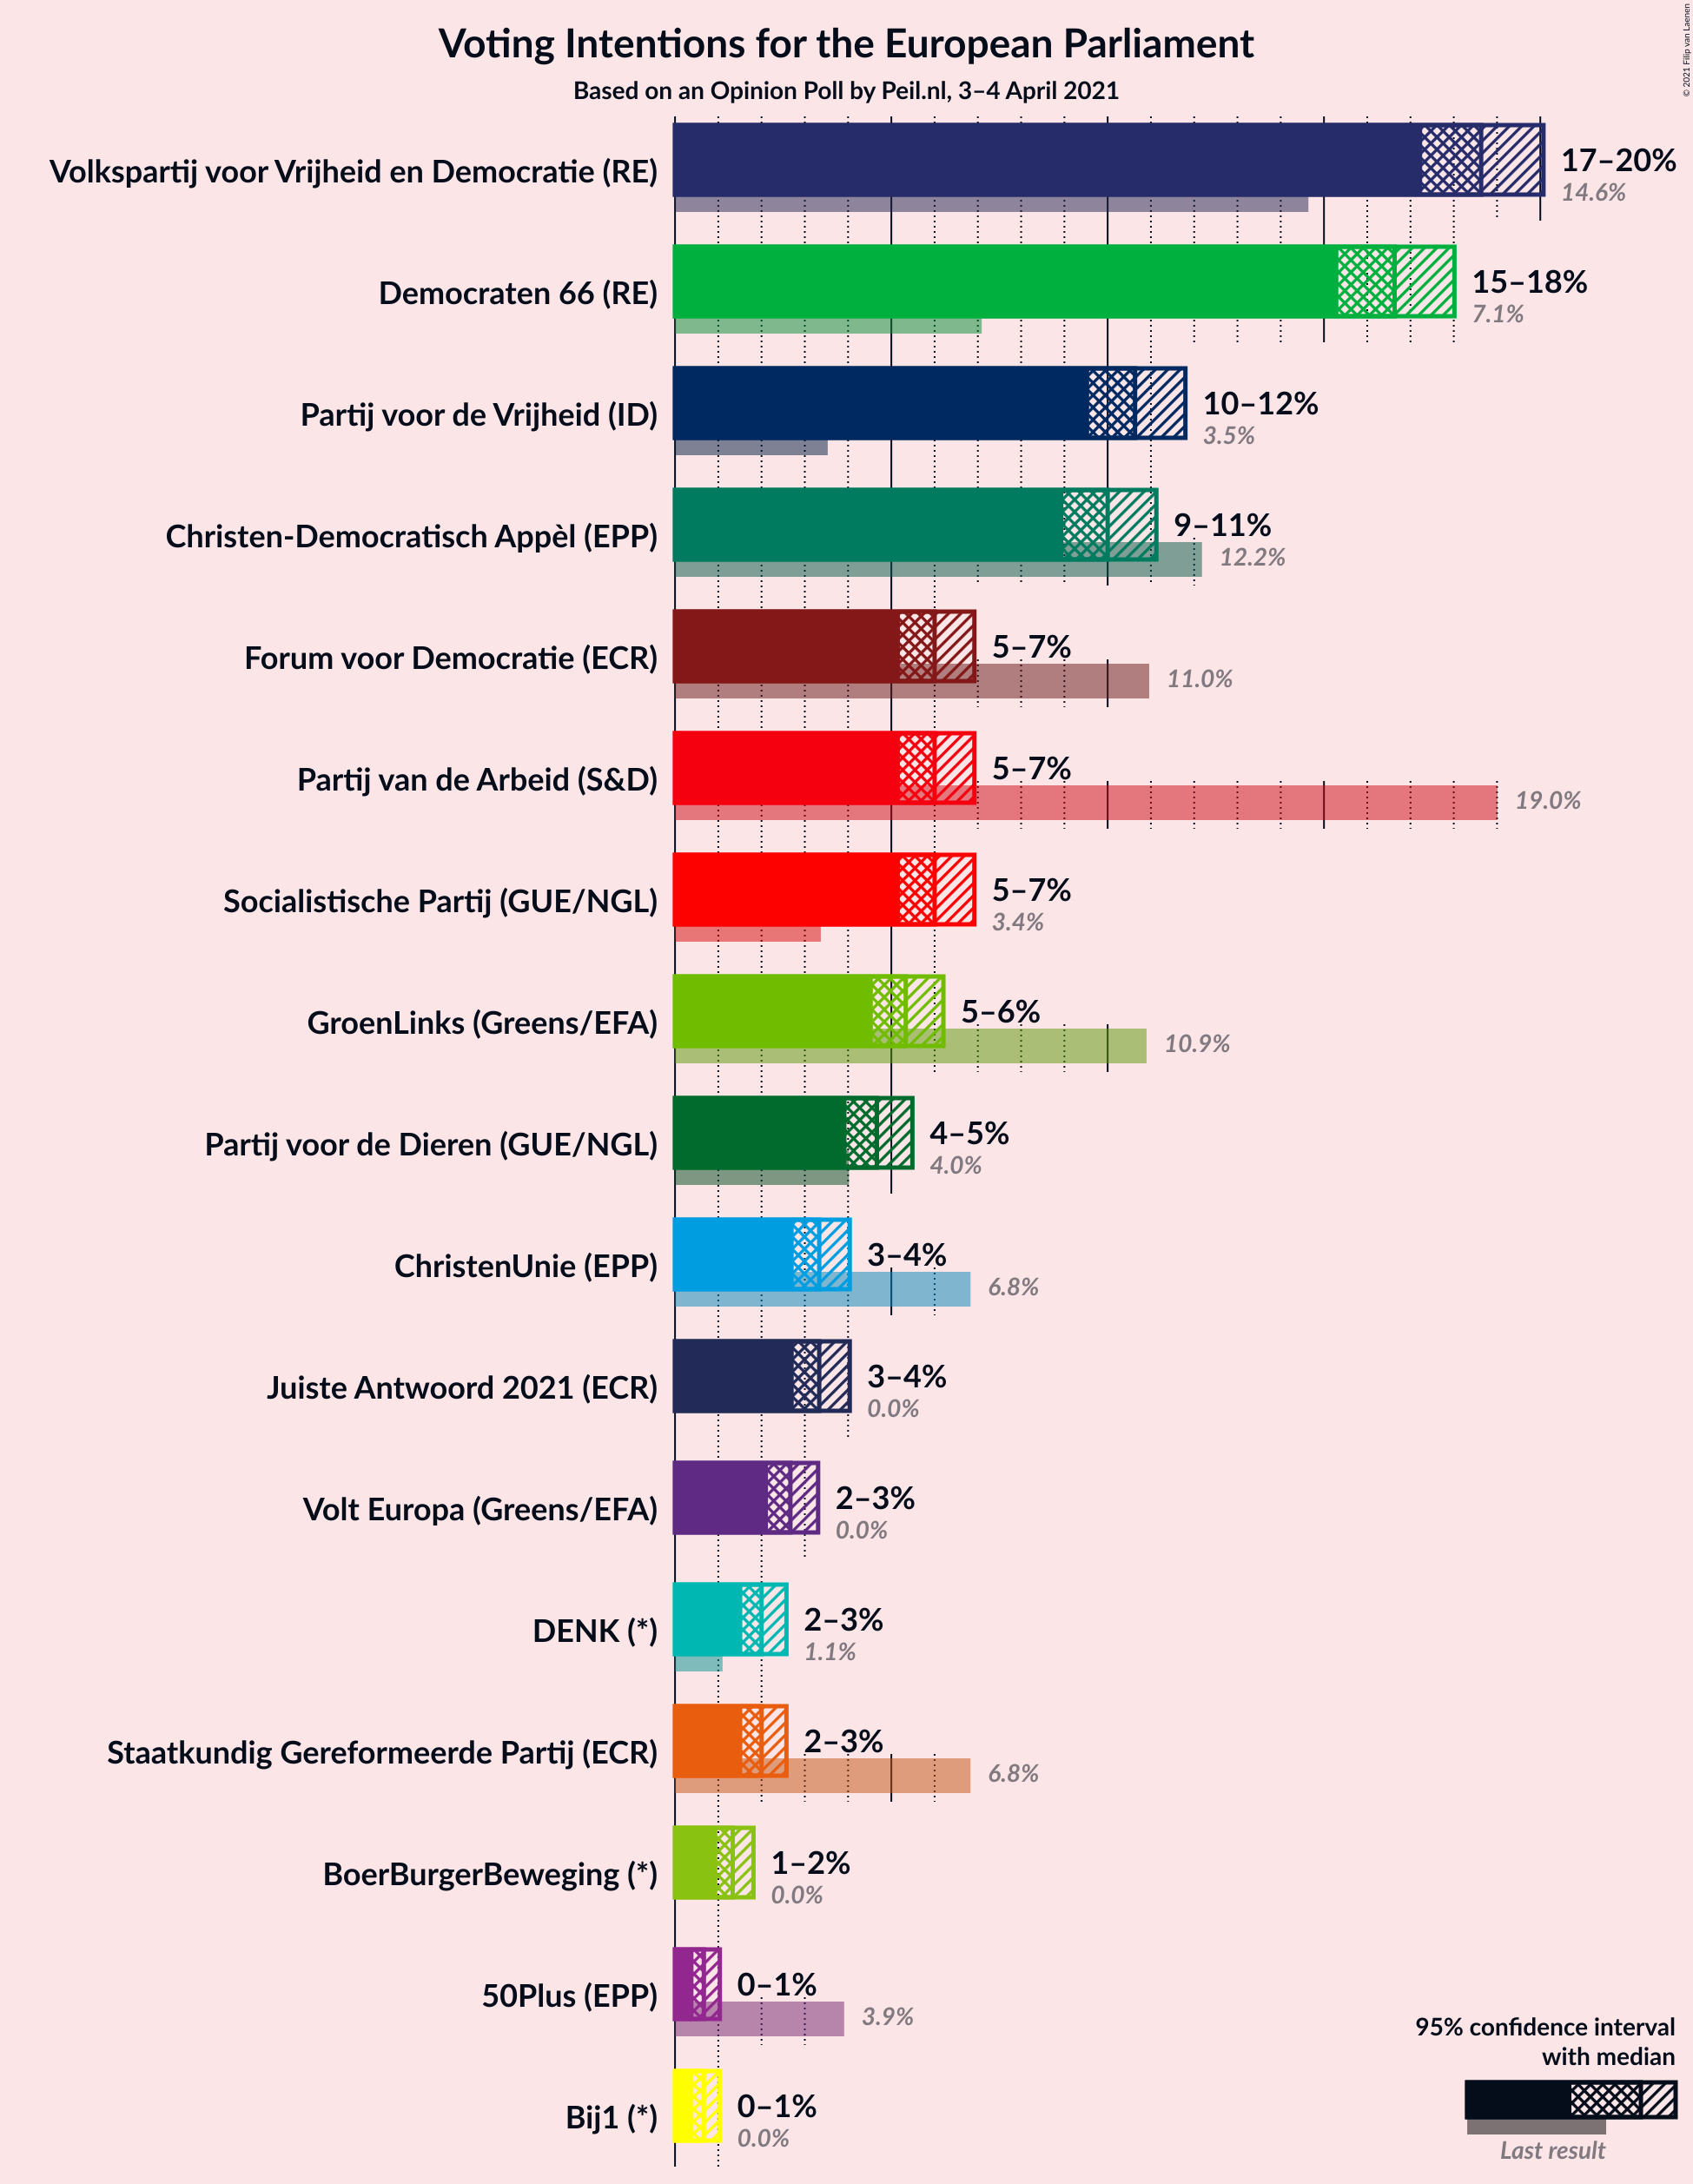 Voting Intentions for the European Parliament
Based on an Opinion Poll by Peil.nl, 3–4 April 2021
© 2021 Filip van Laenen
Volkspartij voor Vrijheid en Democratie (RE)
17–20%
14.6%
Democraten 66 (RE)
15–18%
7.1%
Partij voor de Vrijheid (ID)
10–12%
3.5%
Christen-Democratisch Appèl (EPP)
9–11%
12.2%
Forum voor Democratie (ECR)
5–7%
11.0%
Partij van de Arbeid (S&D)
5–7%
19.0%
Socialistische Partij (GUE/NGL)
5–7%
3.4%
GroenLinks (Greens/EFA)
5–6%
10.9%
Partij voor de Dieren (GUE/NGL)
4–5%
4.0%
ChristenUnie (EPP)
3–4%
6.8%
Juiste Antwoord 2021 (ECR)
3–4%
0.0%
Volt Europa (Greens/EFA)
2–3%
0.0%
DENK (*)
2–3%
1.1%
Staatkundig Gereformeerde Partij (ECR)
2–3%
6.8%
BoerBurgerBeweging (*)
1–2%
0.0%
50Plus (EPP)
0–1%
3.9%
Bij1 (*)
0–1%
0.0%
95% confidence interval
with median
Last result